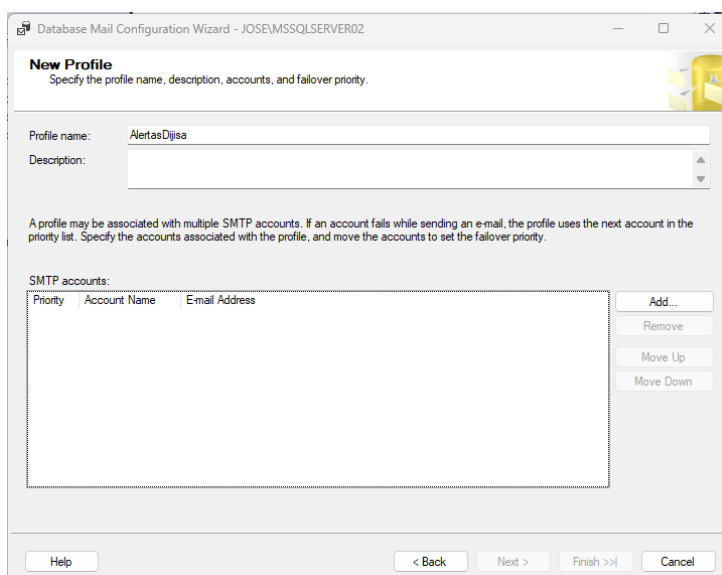 Database Mail Configuration Wizard - JOSE\MSSQLSERVER02
New Profile
Specify the profile name, description, accounts, and failover priority.
Profile name: AlertasDijisa
Description:
A profile may be associated with multiple SMTP accounts. If an account fails while sending an e-mail, the profile uses the next account in the
priority list. Specify the accounts associated with the profile, and move the accounts to set the failover priority.
SMTP accounts:
Priority Account Name E-mail Address
Add...
Remove
Move Up
Move Down
Help < Back Next > Finish >>| Cancel